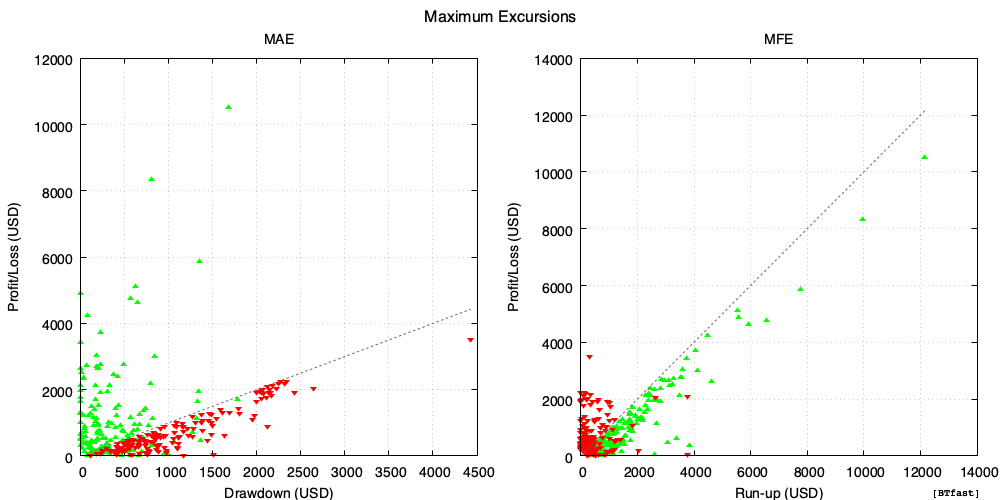 Maximum Excursions
MAE
MFE
12000
10000
8000
6000
4000
2000
0
Profit/Loss (USD)
0 500 1000 1500 2000 2500 3000 3500 4000 4500
Drawdown (USD)
14000
12000
10000
8000
6000
4000
2000
0
Profit/Loss (USD)
0 2000 4000 6000 8000 10000 12000 14000
Run-up (USD)
[BTfast]